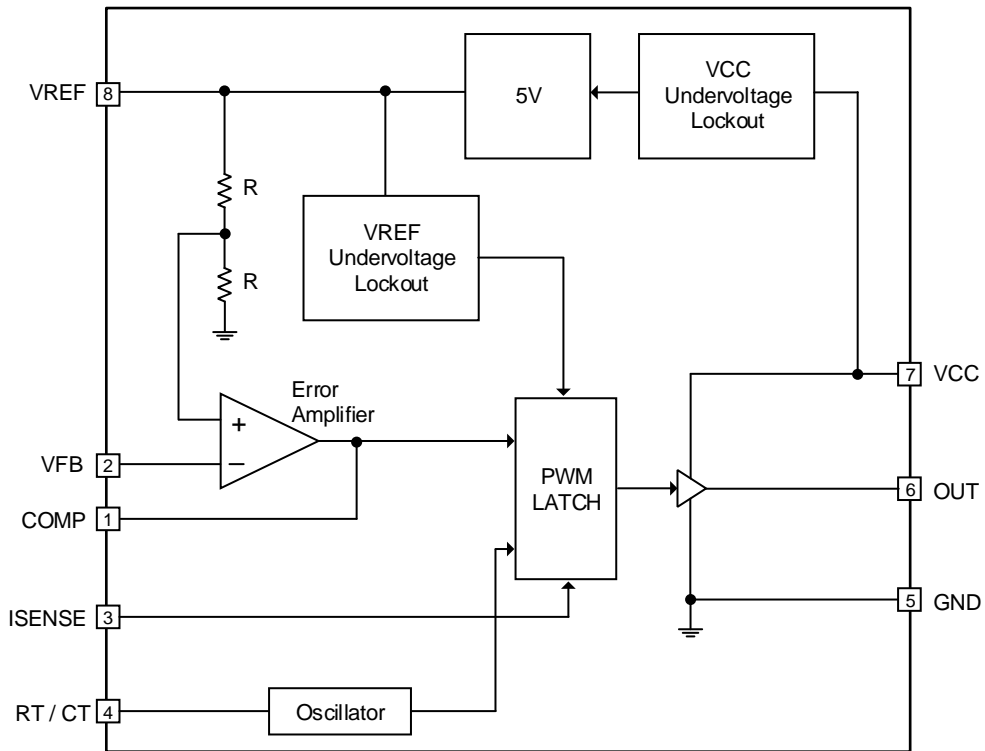 VREF
8
5V
VCC
Undervoltage
Lockout
R
R
VREF
Undervoltage
Lockout
Error
Amplifier
+
−
VFB
2
COMP
1
PWM
LATCH
7
VCC
6
OUT
5
GND
ISENSE
3
RT / CT
4
Oscillator